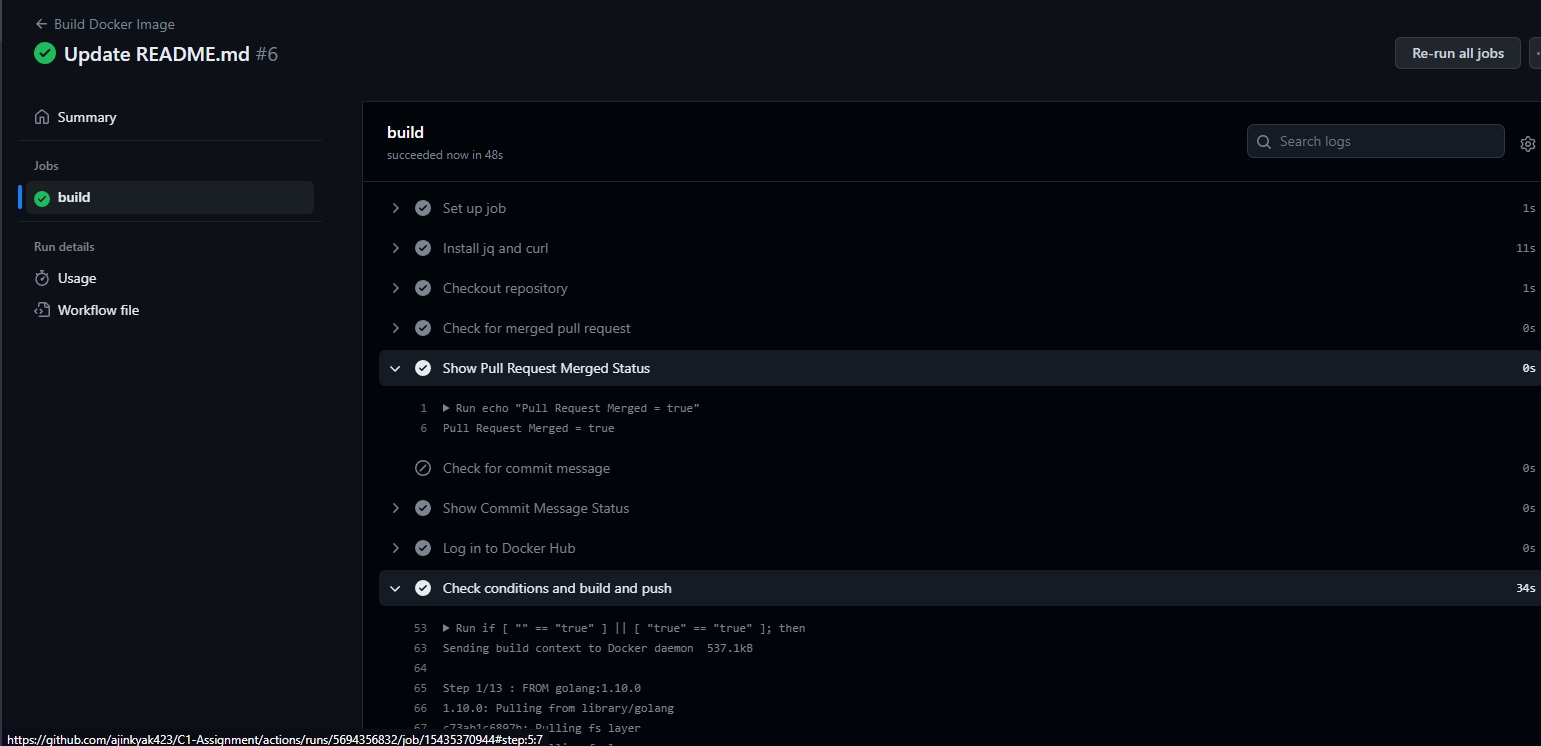 Build Docker Image
Update README.md #6
Re-run all jobs
Summary
Jobs
build
Run details
Usage
Workflow file
build
succeeded now in 48s
Search logs
Set up job 1s
Install jq and curl 11s
Checkout repository 1s
Check for merged pull request 0s
Show Pull Request Merged Status 0s
1 Run echo "Pull Request Merged = true"
6 Pull Request Merged = true
Check for commit message 0s
Show Commit Message Status 0s
Log in to Docker Hub 0s
Check conditions and build and push 34s
53 Run if [ "" == "true" ] || [ "true" == "true" ]; then
63 Sending build context to Docker daemon 537.1kB
64
65 Step 1/13 : FROM golang:1.10.0
66 1.10.0: Pulling from library/golang
67 c73ab1c6897b: Pulling fs layer
https://github.com/ajinkyak423/C1-Assignment/actions/runs/5694356832/job/15435370944#step:5:7